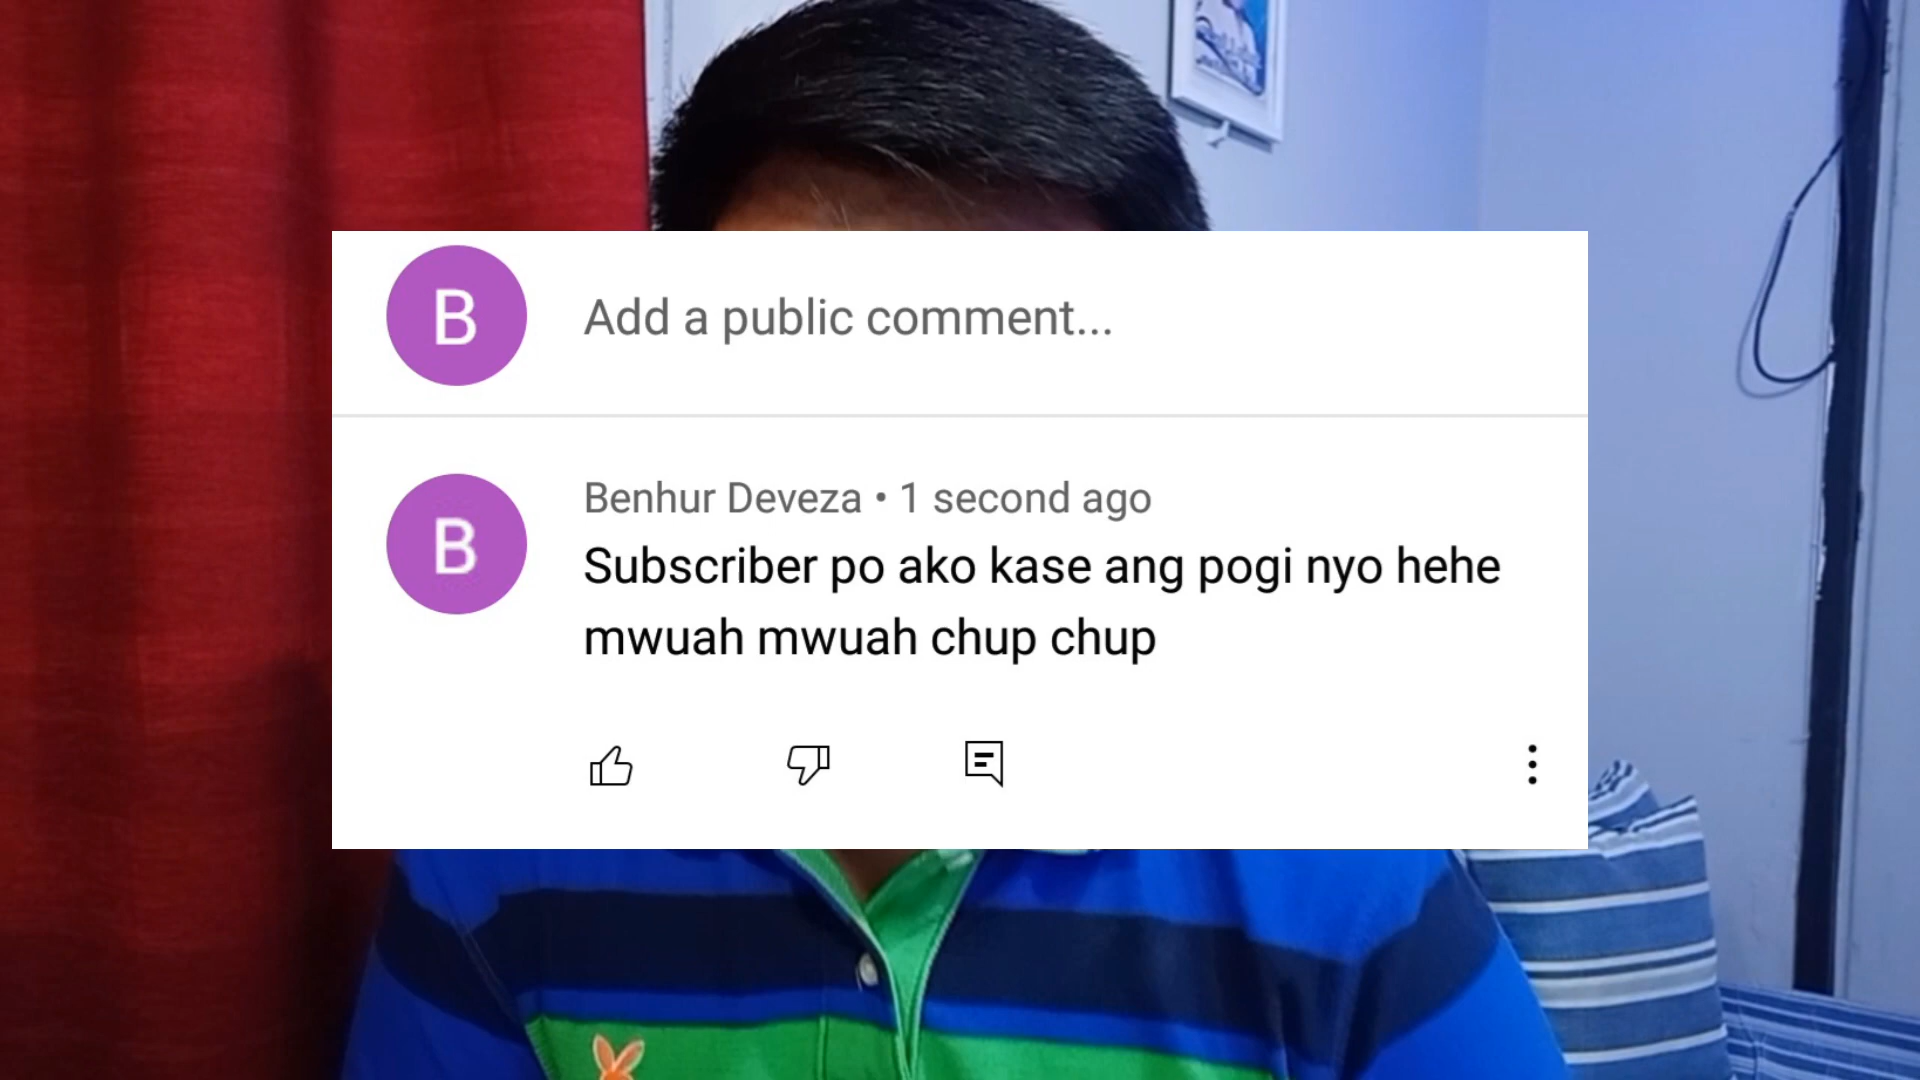 B
Add a public comment...
B
Benhur Deveza • 1 second ago
Subscriber po ako kase ang pogi nyo hehe
mwuah mwuah chup chup